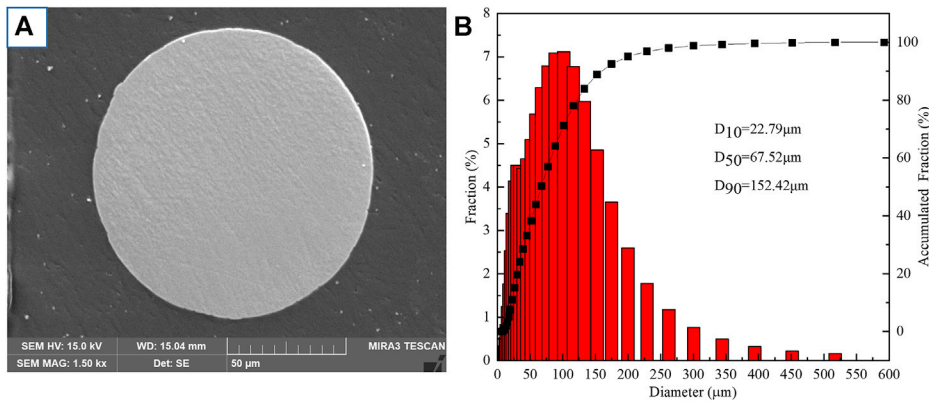 A
SEM HV: 15.0 kV
WD: 15.04 mm
MIRA3 TESCAN
SEM MAG: 1.50 kx
Det: SE
50 µm
B
8
7
6
5
4
3
2
1
0
Fraction (%)
D10=22.79µm
D50=67.52µm
D90=152.42µm
100
80
60
40
20
0
Accumulated Fraction (%)
0 50 100 150 200 250 300 350 400 450 500 550 600
Diameter (µm)